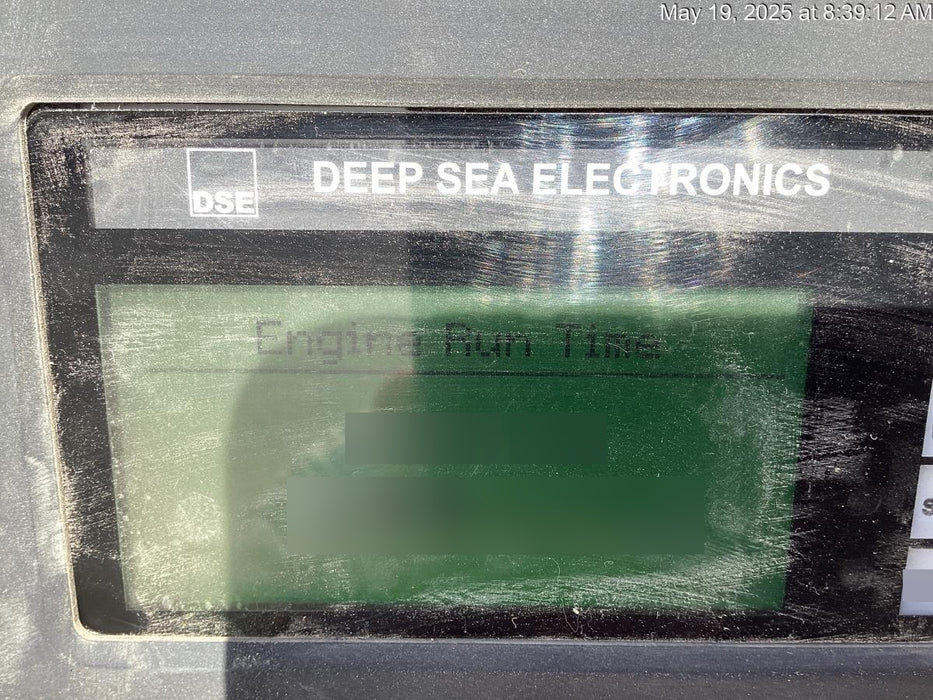 May 19, 2025 at 8:39:12 AM
DSE DEEP SEA ELECTRONICS
Engine Run Time